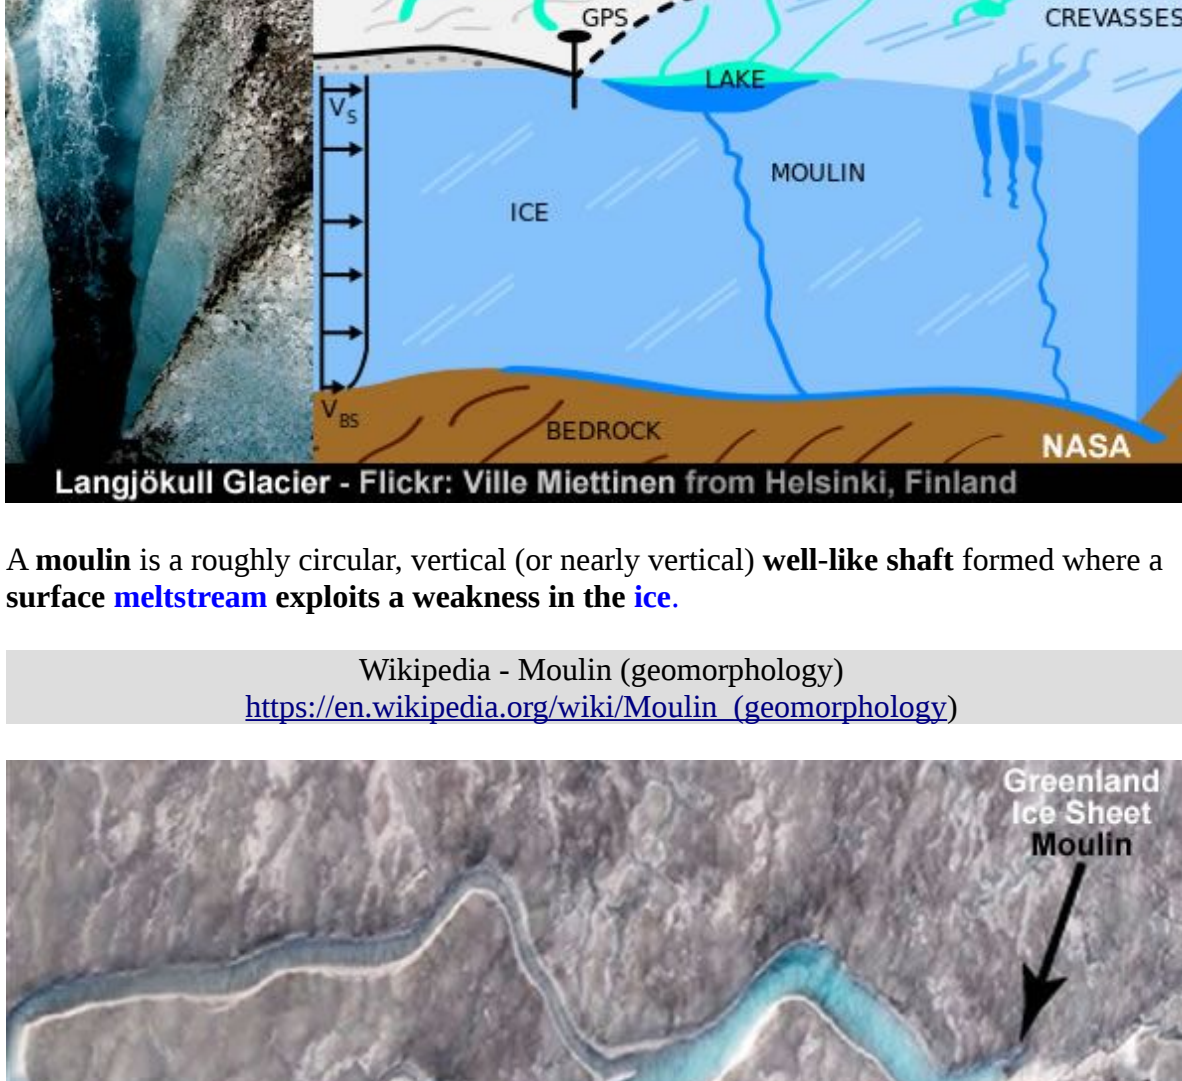 GPS
CREVASSES
LAKE
VS
MOULIN
ICE
VBS
BEDROCK
NASA
Langjökull Glacier - Flickr: Ville Miettinen from Helsinki, Finland
A moulin is a roughly circular, vertical (or nearly vertical) well-like shaft formed where a
surface meltstream exploits a weakness in the ice.
Wikipedia - Moulin (geomorphology)
https://en.wikipedia.org/wiki/Moulin_(geomorphology)
Greenland
Ice Sheet
Moulin